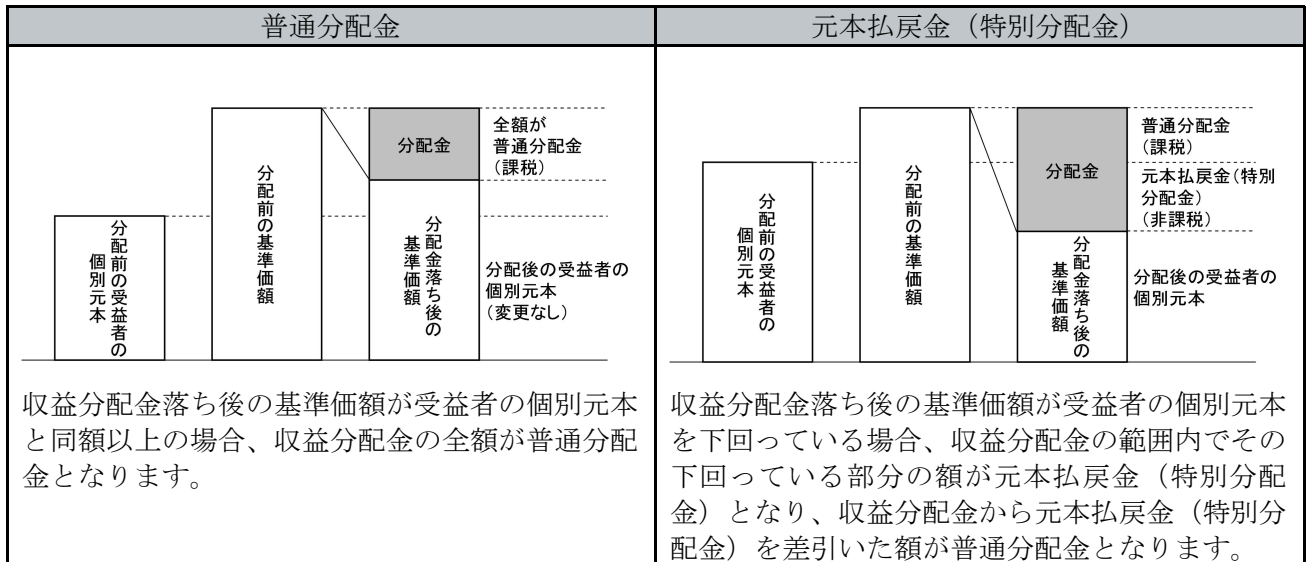 普通分配金
元本払戻金（特別分配金）
分配前の受益者の
個別元本
分配前の基準価額
分配金
分配金落ち後の
基準価額
全額が
普通分配金
（課税）
分配後の受益者の
個別元本
（変更なし）
収益分配金落ち後の基準価額が受益者の個別元本
と同額以上の場合、収益分配金の全額が普通分配
金となります。
分配前の受益者の
個別元本
分配前の基準価額
分配金
分配金落ち後の
基準価額
普通分配金
（課税）
元本払戻金（特別
分配金）
（非課税）
分配後の受益者の
個別元本
収益分配金落ち後の基準価額が受益者の個別元本
を下回っている場合、収益分配金の範囲内でその
下回っている部分の額が元本払戻金（特別分配
金）となり、収益分配金から元本払戻金（特別分
配金）を差引いた額が普通分配金となります。